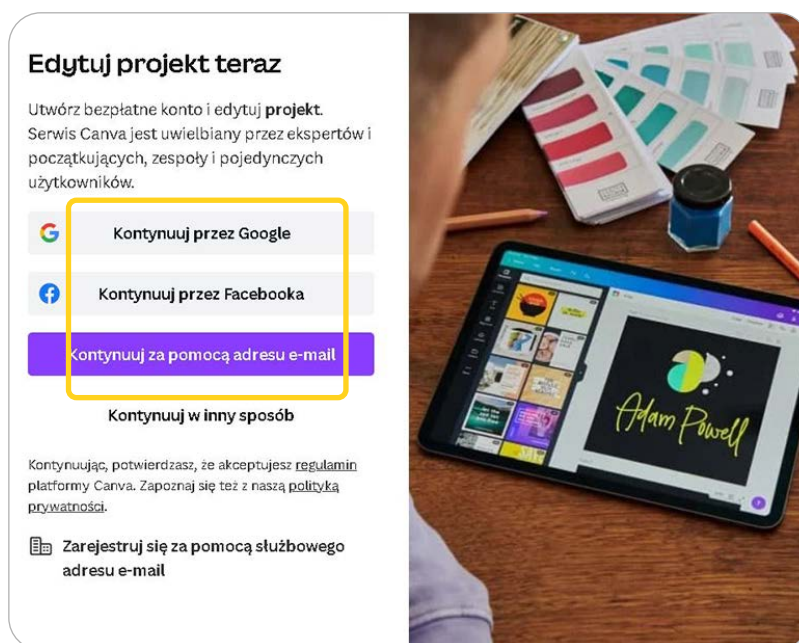 Edytuj projekt teraz
Utwórz bezpłatne konto i edytuj projekt.
Serwis Canva jest uwielbiany przez ekspertów i
początkujących, zespoły i pojedynczych
użytkowników.
Kontynuuj przez Google
Kontynuuj przez Facebooka
Kontynuuj za pomocą adresu e-mail
Kontynuuj w inny sposób
Kontynuując, potwierdzasz, że akceptujesz regulamin
platformy Canva. Zapoznaj się też z naszą polityką
prywatności.
Zarejestruj się za pomocą służbowego
adresu e-mail
Adam Powell